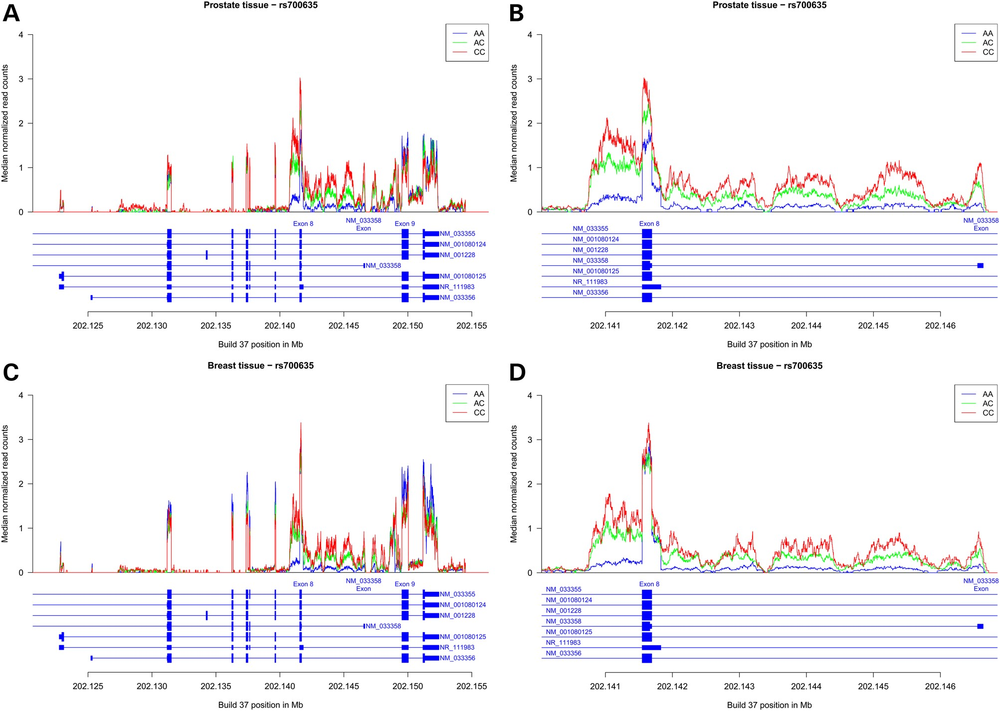 A
Prostate tissue − rs700635
AA
AC
CC
Median normalized read counts
4
3
2
1
0
Exon 8
NM_033358
Exon
Exon 9
NM_033355
NM_001080124
NM_001228
NM_033358
NM_001080125
NR_111983
NM_033356
202.125 202.130 202.135 202.140 202.145 202.150 202.155
Build 37 position in Mb
B
Prostate tissue − rs700635
AA
AC
CC
Median normalized read counts
4
3
2
1
0
Exon 8
NM_033358
Exon
NM_033355
NM_001080124
NM_001228
NM_033358
NM_001080125
NR_111983
NM_033356
202.141 202.142 202.143 202.144 202.145 202.146
Build 37 position in Mb
C
Breast tissue − rs700635
AA
AC
CC
Median normalized read counts
4
3
2
1
0
Exon 8
NM_033358
Exon
Exon 9
NM_033355
NM_001080124
NM_001228
NM_033358
NM_001080125
NR_111983
NM_033356
202.125 202.130 202.135 202.140 202.145 202.150 202.155
Build 37 position in Mb
D
Breast tissue − rs700635
AA
AC
CC
Median normalized read counts
4
3
2
1
0
Exon 8
NM_033358
Exon
NM_033355
NM_001080124
NM_001228
NM_033358
NM_001080125
NR_111983
NM_033356
202.141 202.142 202.143 202.144 202.145 202.146
Build 37 position in Mb